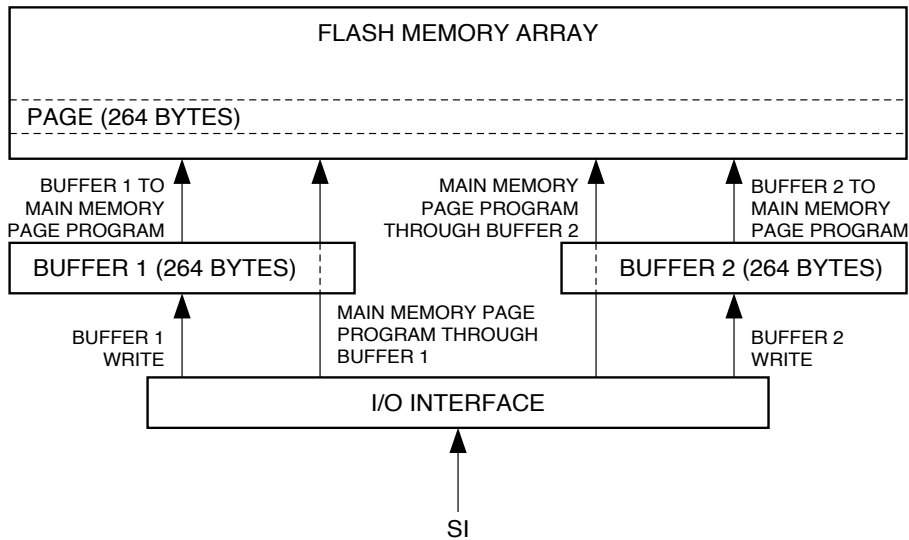 FLASH MEMORY ARRAY
PAGE (264 BYTES)
BUFFER 1 TO
MAIN MEMORY
PAGE PROGRAM
MAIN MEMORY
PAGE PROGRAM
THROUGH BUFFER 2
BUFFER 2 TO
MAIN MEMORY
PAGE PROGRAM
BUFFER 1 (264 BYTES)
BUFFER 2 (264 BYTES)
BUFFER 1
WRITE
MAIN MEMORY PAGE
PROGRAM THROUGH
BUFFER 1
BUFFER 2
WRITE
I/O INTERFACE
SI